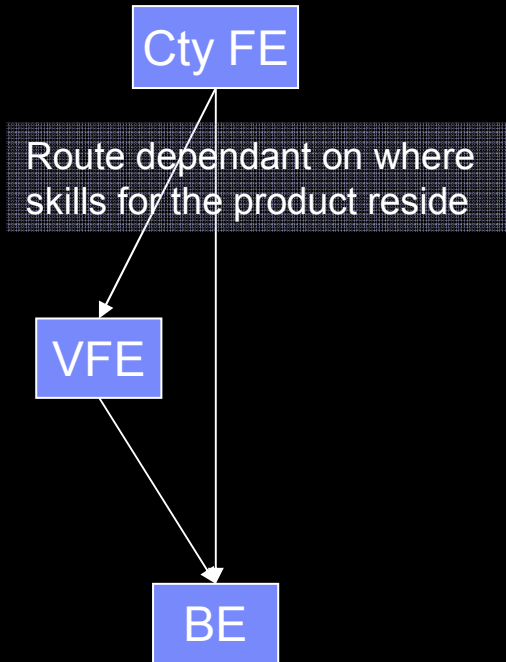 Cty FE
Route dependant on where
skills for the product reside
VFE
BE